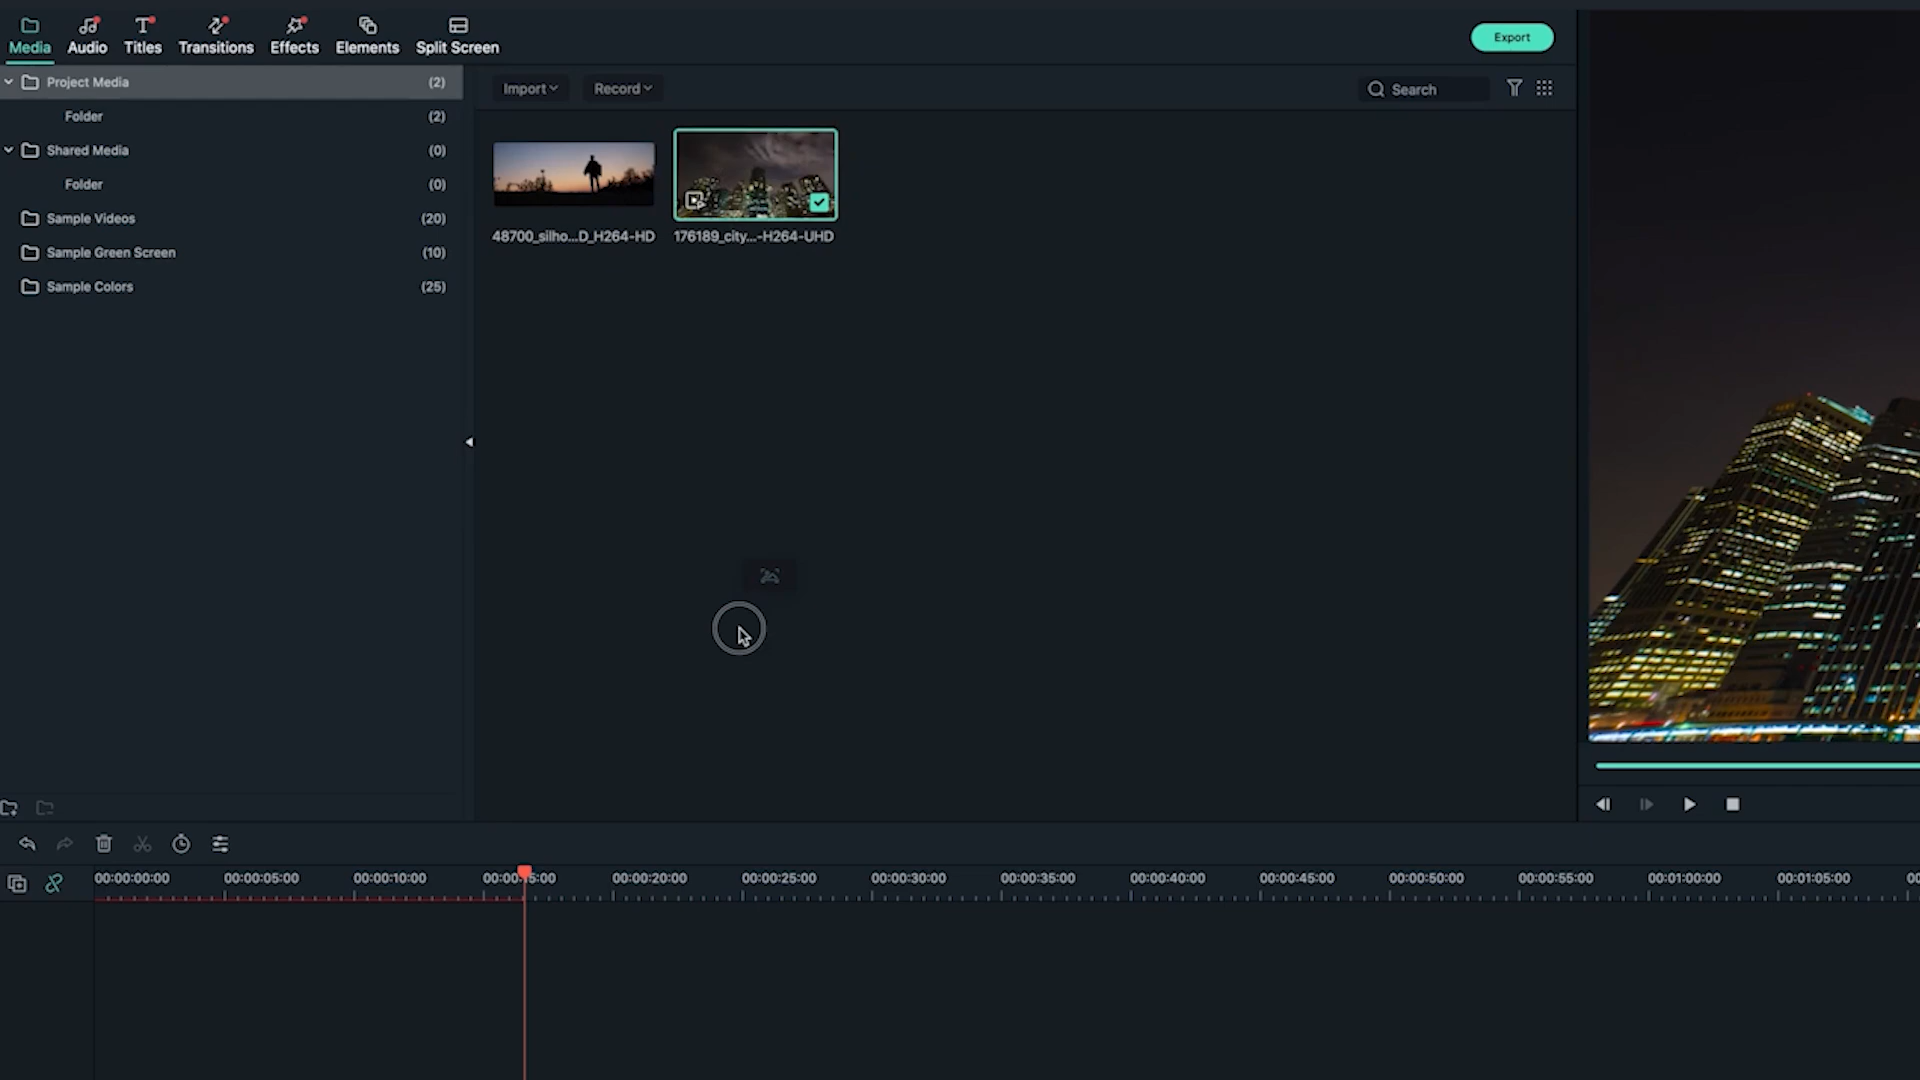 Media Audio Titles Transitions Effects Elements Split Screen
Export
Project Media (2)
Folder (2)
Shared Media (0)
Folder (0)
Sample Videos (20)
Sample Green Screen (10)
Sample Colors (25)
Import Record Search
48700_silho...D_H264-HD 176189_city...-H264-UHD
00:00:00:00 00:00:05:00 00:00:10:00 00:00:15:00 00:00:20:00 00:00:25:00 00:00:30:00 00:00:35:00 00:00:40:00 00:00:45:00 00:00:50:00 00:00:55:00 00:01:00:00 00:01:05:00